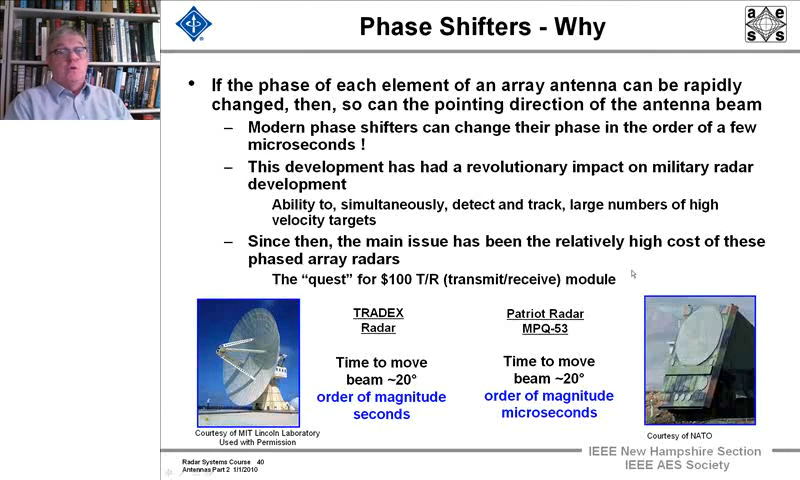 Phase Shifters - Why
a e
s s
• If the phase of each element of an array antenna can be rapidly
changed, then, so can the pointing direction of the antenna beam
– Modern phase shifters can change their phase in the order of a few
microseconds !
– This development has had a revolutionary impact on military radar
development
Ability to, simultaneously, detect and track, large numbers of high
velocity targets
– Since then, the main issue has been the relatively high cost of these
phased array radars
The “quest” for $100 T/R (transmit/receive) module
TRADEX
Radar
Time to move
beam ~20°
order of magnitude
seconds
Patriot Radar
MPQ-53
Time to move
beam ~20°
order of magnitude
microseconds
Courtesy of MIT Lincoln Laboratory
Used with Permission
Courtesy of NATO
Radar Systems Course 40
Antennas Part 2 1/1/2010
IEEE New Hampshire Section
IEEE AES Society